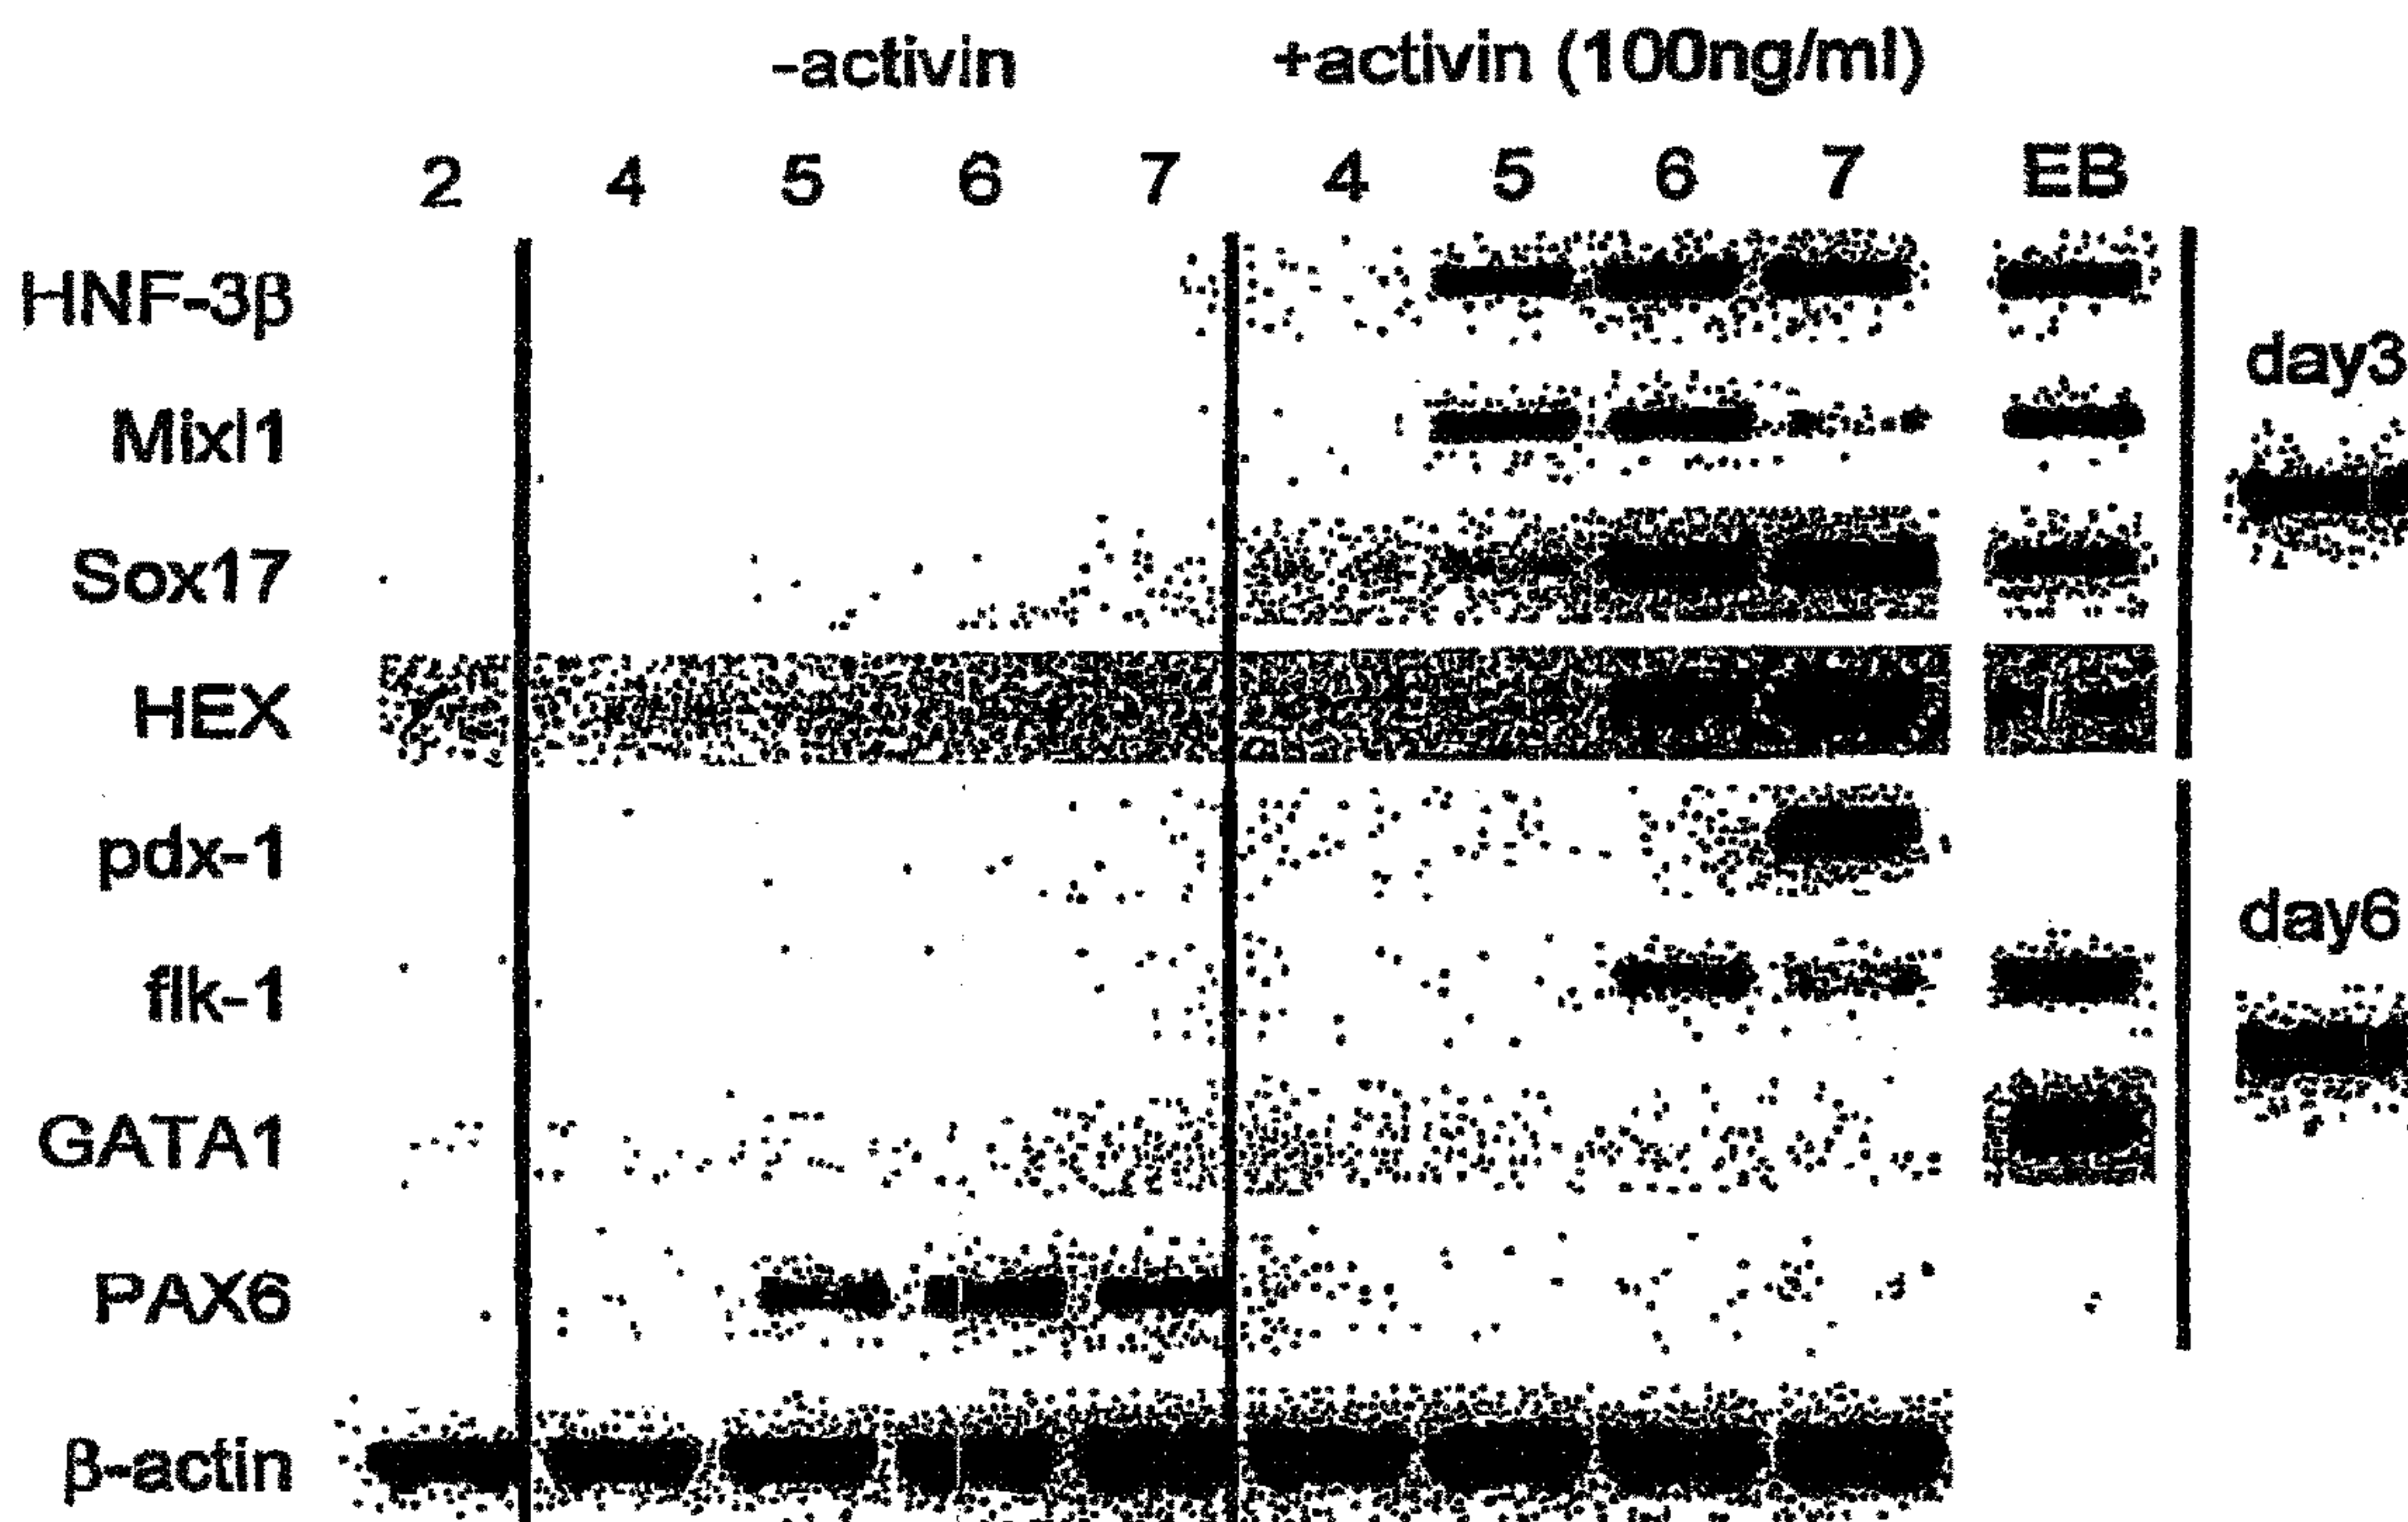 -activin +activin (100ng/ml)
2 4 5 6 7 4 5 6 7 EB
HNF-3β
day3
Mixl1
Sox17
HEX
pdx-1
day6
flk-1
GATA1
PAX6
β-actin